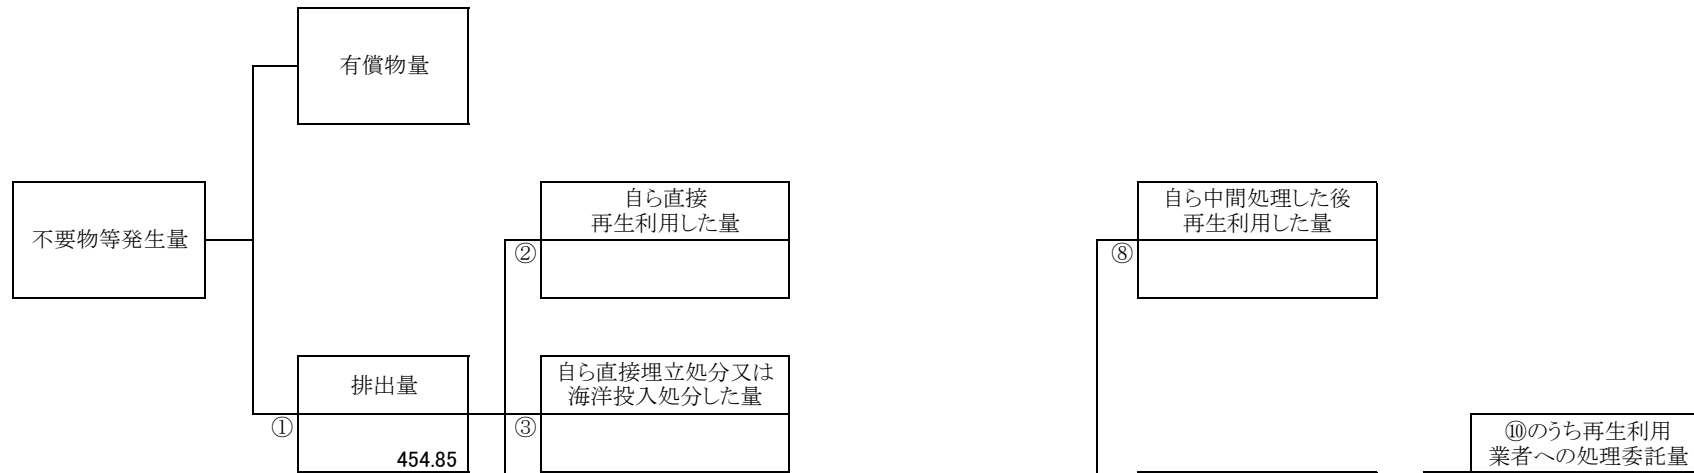 有償物量
不要物等発生量
自ら直接
再生利用した量
②
自ら中間処理した後
再生利用した量
⑧
排出量
①
454.85
自ら直接埋立処分又は
海洋投入処分した量
③
⑩のうち再生利用
業者への処理委託量